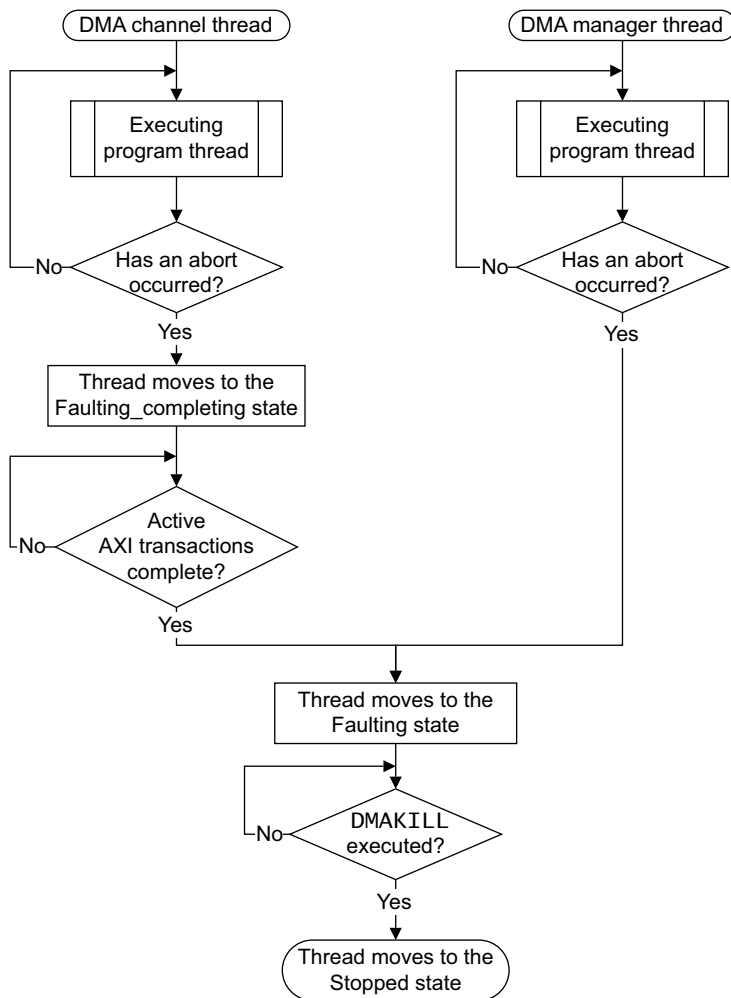 DMA channel thread
DMA manager thread
Executing
program thread
Executing
program thread
Has an abort
occurred?
No
Has an abort
occurred?
No
Yes
Yes
Thread moves to the
Faulting_completing state
Active
AXI transactions
complete?
No
Yes
Thread moves to the
Faulting state
DMAKILL
executed?
No
Yes
Thread moves to the
Stopped state